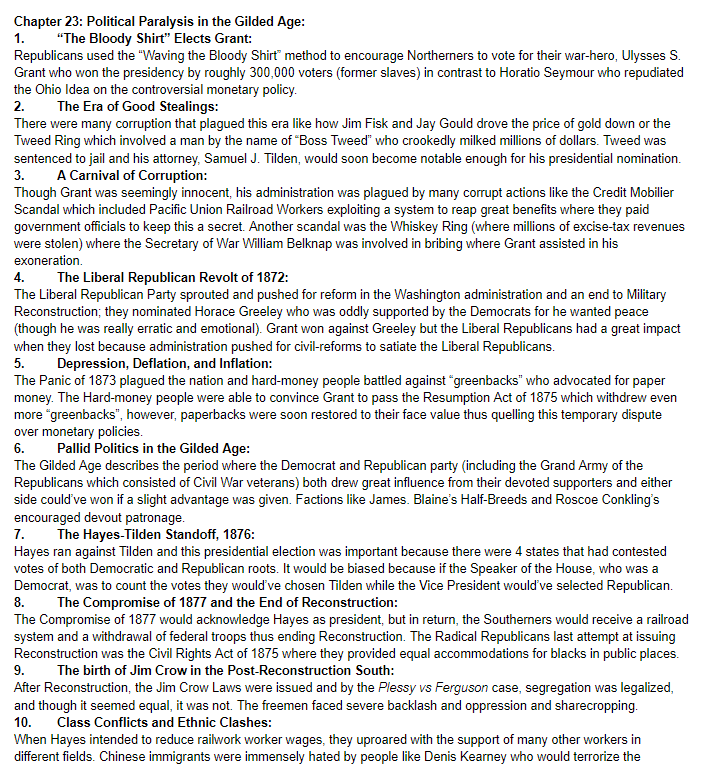 Chapter 23: Political Paralysis in the Gilded Age:
1. “The Bloody Shirt” Elects Grant:
Republicans used the “Waving the Bloody Shirt” method to encourage Northerners to vote for their war-hero, Ulysses S.
Grant who won the presidency by roughly 300,000 voters (former slaves) in contrast to Horatio Seymour who repudiated
the Ohio Idea on the controversial monetary policy.
2. The Era of Good Stealings:
There were many corruption that plagued this era like how Jim Fisk and Jay Gould drove the price of gold down or the
Tweed Ring which involved a man by the name of “Boss Tweed” who crookedly milked millions of dollars. Tweed was
sentenced to jail and his attorney, Samuel J. Tilden, would soon become notable enough for his presidential nomination.
3. A Carnival of Corruption:
Though Grant was seemingly innocent, his administration was plagued by many corrupt actions like the Credit Mobilier
Scandal which included Pacific Union Railroad Workers exploiting a system to reap great benefits where they paid
government officials to keep this a secret. Another scandal was the Whiskey Ring (where millions of excise-tax revenues
were stolen) where the Secretary of War William Belknap was involved in bribing where Grant assisted in his
exoneration.
4. The Liberal Republican Revolt of 1872:
The Liberal Republican Party sprouted and pushed for reform in the Washington administration and an end to Military
Reconstruction; they nominated Horace Greeley who was oddly supported by the Democrats for he wanted peace
(though he was really erratic and emotional). Grant won against Greeley but the Liberal Republicans had a great impact
when they lost because administration pushed for civil-reforms to satiate the Liberal Republicans.
5. Depression, Deflation, and Inflation:
The Panic of 1873 plagued the nation and hard-money people battled against “greenbacks” who advocated for paper
money. The Hard-money people were able to convince Grant to pass the Resumption Act of 1875 which withdrew even
more “greenbacks”, however, paperbacks were soon restored to their face value thus quelling this temporary dispute
over monetary policies.
6. Pallid Politics in the Gilded Age:
The Gilded Age describes the period where the Democrat and Republican party (including the Grand Army of the
Republicans which consisted of Civil War veterans) both drew great influence from their devoted supporters and either
side could’ve won if a slight advantage was given. Factions like James. Blaine’s Half-Breeds and Roscoe Conkling’s
encouraged devout patronage.
7. The Hayes-Tilden Standoff, 1876:
Hayes ran against Tilden and this presidential election was important because there were 4 states that had contested
votes of both Democratic and Republican roots. It would be biased because if the Speaker of the House, who was a
Democrat, was to count the votes they would’ve chosen Tilden while the Vice President would’ve selected Republican.
8. The Compromise of 1877 and the End of Reconstruction:
The Compromise of 1877 would acknowledge Hayes as president, but in return, the Southerners would receive a railroad
system and a withdrawal of federal troops thus ending Reconstruction. The Radical Republicans last attempt at issuing
Reconstruction was the Civil Rights Act of 1875 where they provided equal accommodations for blacks in public places.
9. The birth of Jim Crow in the Post-Reconstruction South:
After Reconstruction, the Jim Crow Laws were issued and by the Plessy vs Ferguson case, segregation was legalized,
and though it seemed equal, it was not. The freemen faced severe backlash and oppression and sharecropping.
10. Class Conflicts and Ethnic Clashes:
When Hayes intended to reduce railwork worker wages, they uproared with the support of many other workers in
different fields. Chinese immigrants were immensely hated by people like Denis Kearney who would terrorize the